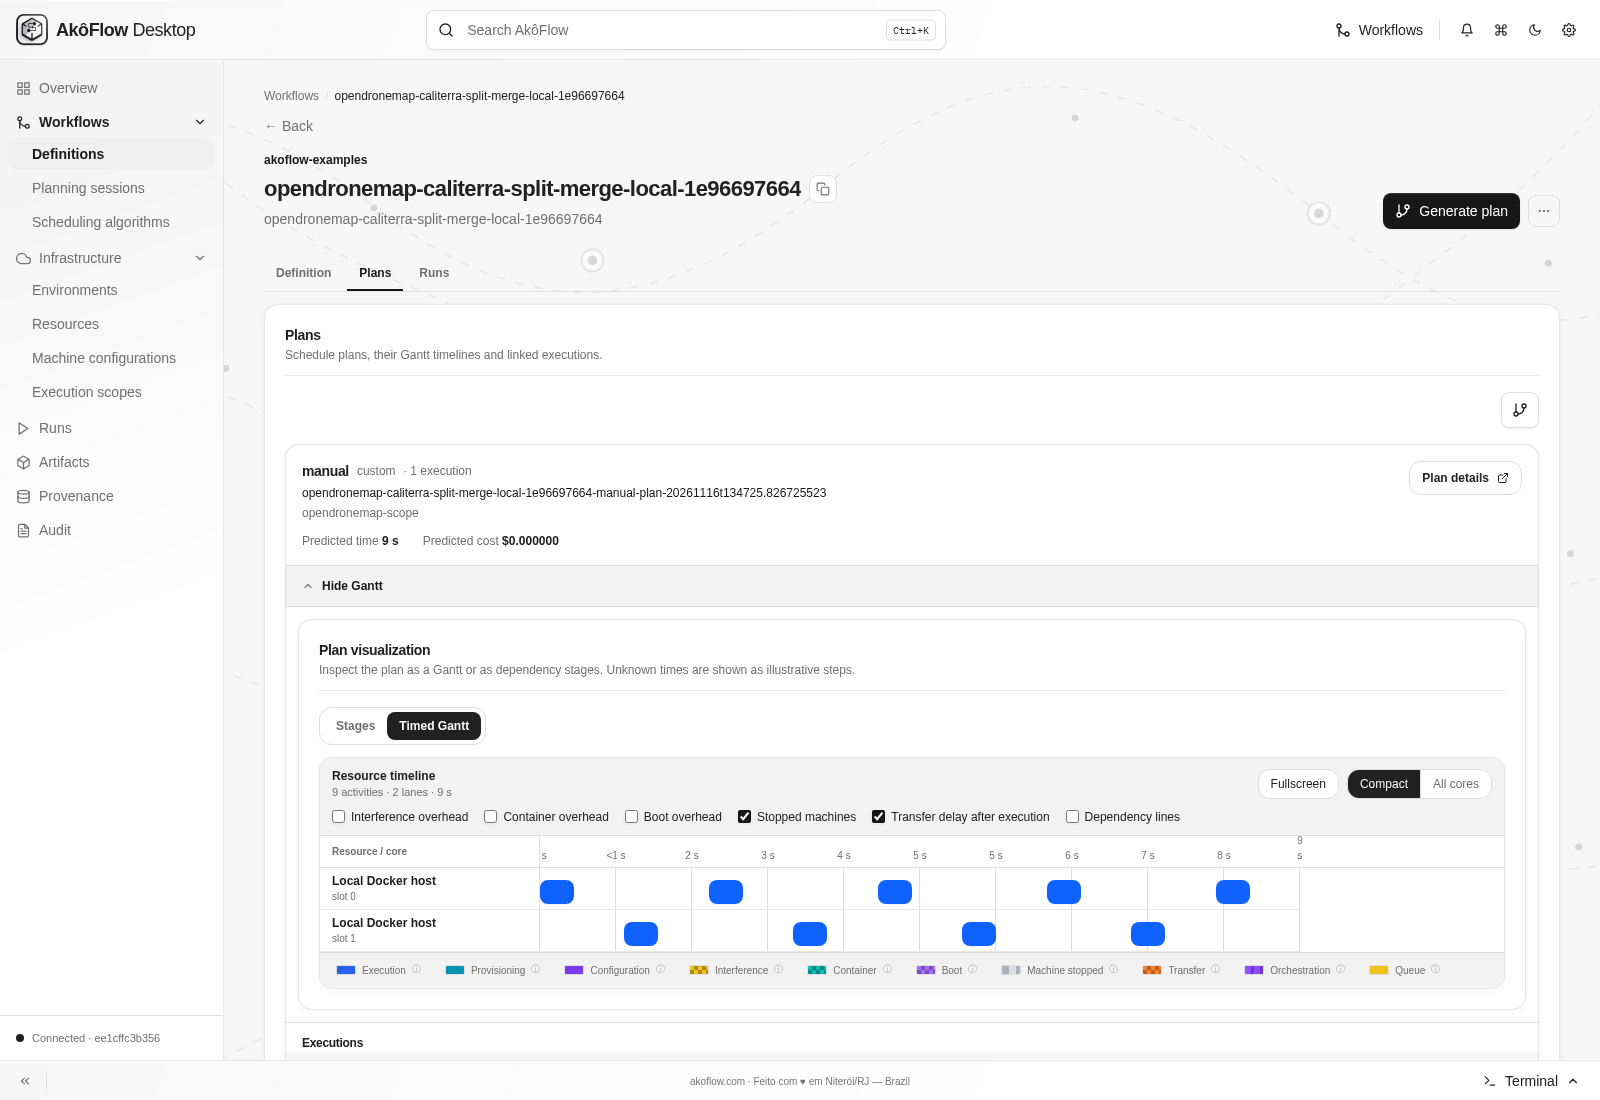 AkôFlow Desktop
Search AkôFlow
Ctrl+K
Workflows
Overview
Workflows
Definitions
Planning sessions
Scheduling algorithms
Infrastructure
Environments
Resources
Machine configurations
Execution scopes
Runs
Artifacts
Provenance
Audit
Connected · ee1cffc3b356
Workflows / opendronemap-caliterra-split-merge-local-1e96697664
← Back
akoflow-examples
opendronemap-caliterra-split-merge-local-1e96697664
opendronemap-caliterra-split-merge-local-1e96697664
Generate plan
Definition Plans Runs
Plans
Schedule plans, their Gantt timelines and linked executions.
manual custom · 1 execution
Plan details
opendronemap-caliterra-split-merge-local-1e96697664-manual-plan-20261116t134725.826725523
opendronemap-scope
Predicted time 9 s Predicted cost $0.000000
Hide Gantt
Plan visualization
Inspect the plan as a Gantt or as dependency stages. Unknown times are shown as illustrative steps.
Stages Timed Gantt
Resource timeline
9 activities · 2 lanes · 9 s
Fullscreen Compact All cores
Interference overhead Container overhead Boot overhead Stopped machines Transfer delay after execution Dependency lines
Resource / core s <1 s 2 s 3 s 4 s 5 s 5 s 6 s 7 s 8 s 9 s
Local Docker host
slot 0
Local Docker host
slot 1
Execution Provisioning Configuration Interference Container Boot Machine stopped Transfer Orchestration Queue
Executions
akoflow.com · Feito com ♥ em Niterói/RJ — Brazil
Terminal